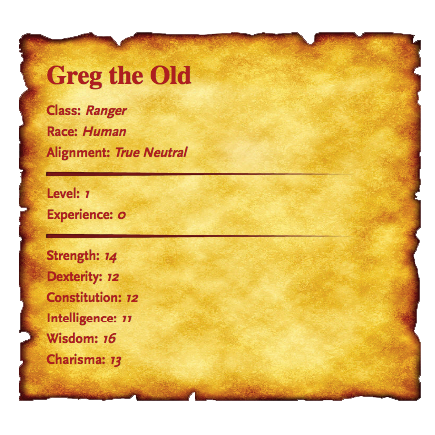 Greg the Old
Class: Ranger
Race: Human
Alignment: True Neutral
Level: 1
Experience: 0
Strength: 14
Dexterity: 12
Constitution: 12
Intelligence: 11
Wisdom: 16
Charisma: 13